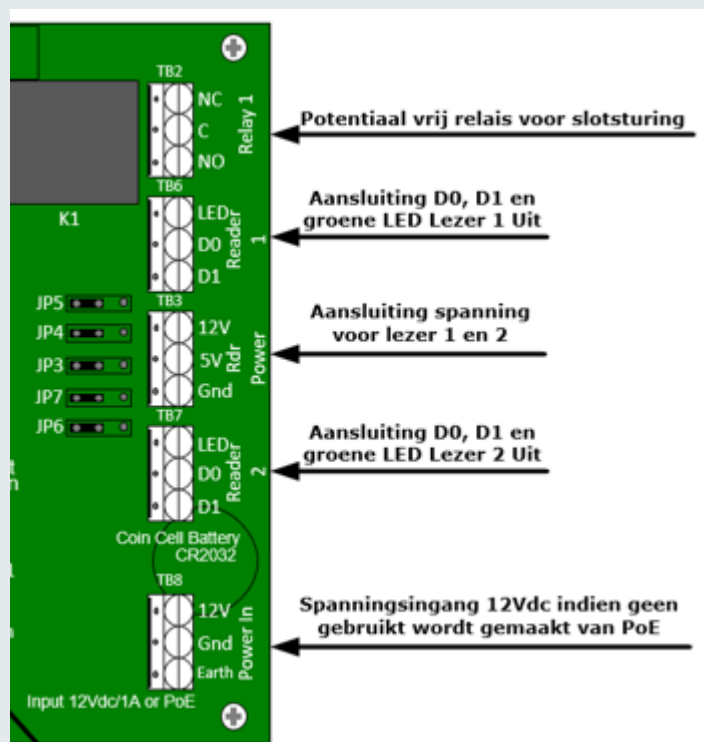 TB2
NC
C
NO
Relay 1
Potentiaal vrij relais voor slotsturing
K1
TB6
LED
D0
D1
Reader
1
Aansluiting D0, D1 en
groene LED Lezer 1 Uit
JP5
JP4
JP3
JP7
JP6
TB3
12V
5V
Gnd
Rdr
Power
Aansluiting spanning
voor lezer 1 en 2
TB7
LED
D0
D1
Reader
2
Aansluiting D0, D1 en
groene LED Lezer 2 Uit
Coin Cell Battery
CR2032
TB8
12V
Gnd
Earth
Power In
Spanningsingang 12Vdc indien geen
gebruikt wordt gemaakt van PoE
Input 12Vdc/1A or PoE